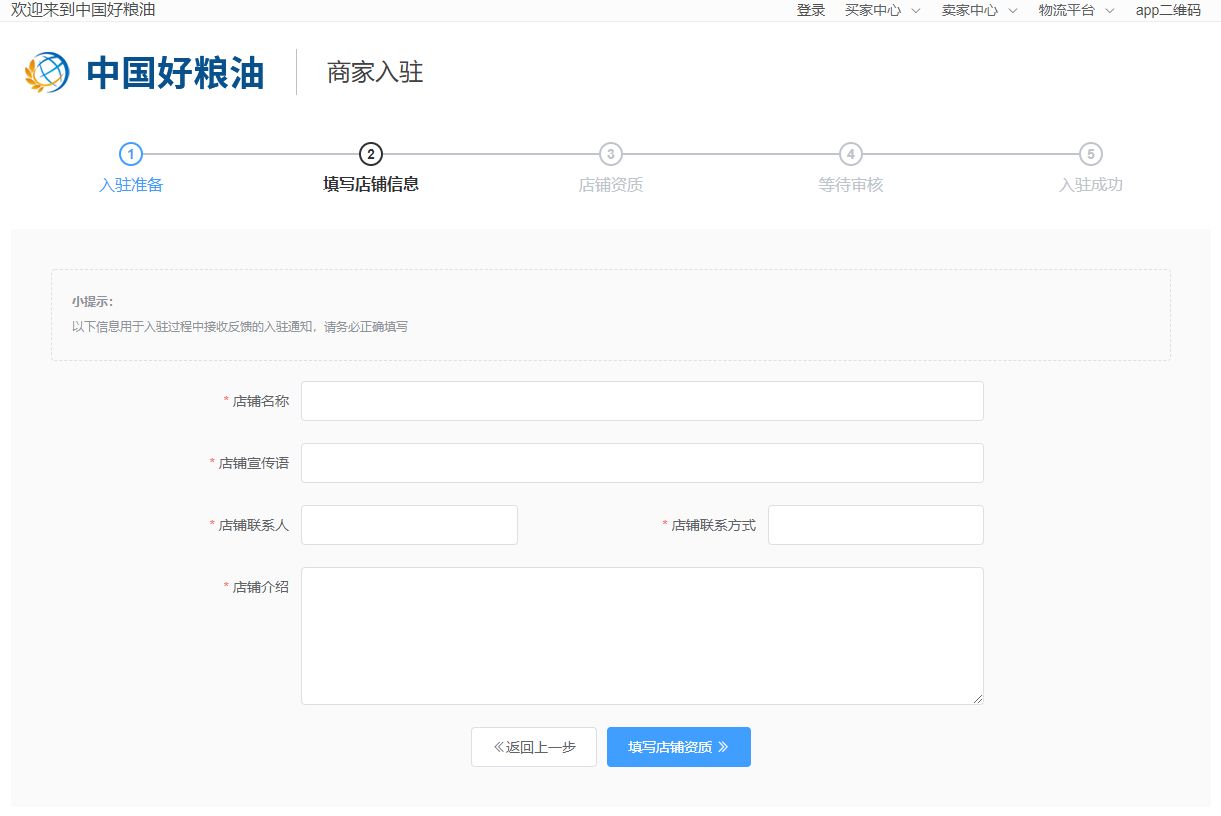 欢迎来到中国好粮油 登录 买家中心 卖家中心 物流平台 app二维码
中国好粮油 商家入驻
1 2 3 4 5
入驻准备 填写店铺信息 店铺资质 等待审核 入驻成功
小提示：
以下信息用于入驻过程中接收反馈的入驻通知，请务必正确填写
* 店铺名称
* 店铺宣传语
* 店铺联系人 * 店铺联系方式
* 店铺介绍
《返回上一步 填写店铺资质 》